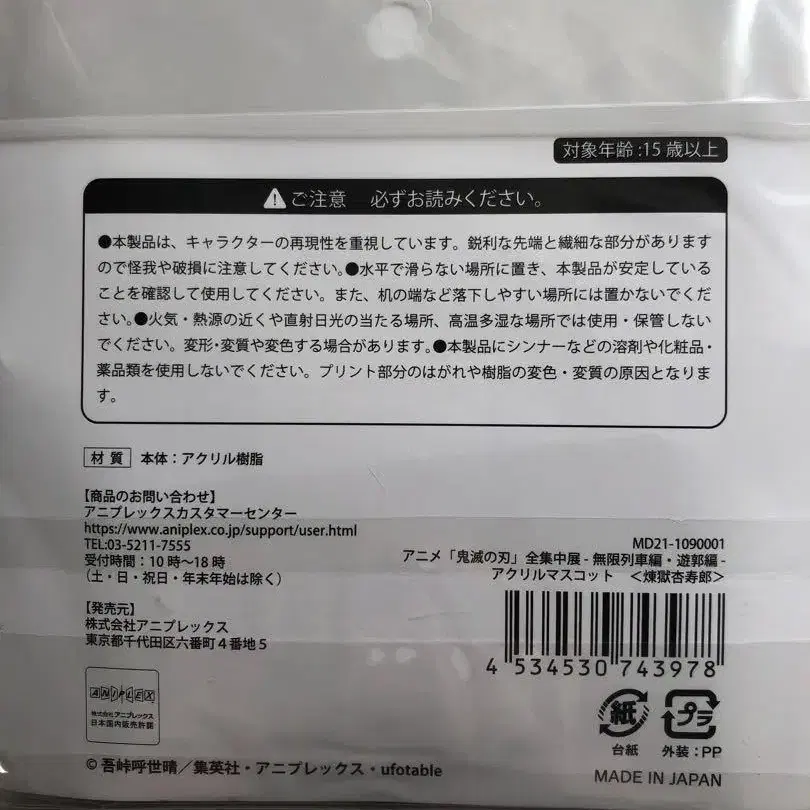 対象年齢:15歳以上
ご注意 必ずお読みください。
●本製品は、キャラクターの再現性を重視しています。鋭利な先端と繊細な部分があります
ので怪我や破損に注意してください。●水平で滑らない場所に置き、本製品が安定している
ことを確認して使用してください。また、机の端など落下しやすい場所には置かないでくだ
さい。●火気・熱源の近くや直射日光の当たる場所、高温多湿な場所では使用・保管しない
でください。変形・変質や変色する場合があります。●本製品にシンナーなどの溶剤や化粧品・
薬品類を使用しないでください。プリント部分のはがれや樹脂の変色・変質の原因となりま
す。
材質 本体：アクリル樹脂
【商品のお問い合わせ】
アニプレックスカスタマーセンター
https://www.aniplex.co.jp/support/user.html
TEL:03-5211-7555
受付時間：10時～18時
（土・日・祝日・年末年始は除く）
【発売元】
株式会社アニプレックス
東京都千代田区六番町４番地５
MD21-1090001
アニメ「鬼滅の刃」全集中展 - 無限列車編・遊郭編 -
アクリルマスコット ＜煉獄杏寿郎＞
4 534530 743978
ANIPLEX
株式会社アニプレックス
日本国内販売許諾
紙
台紙
プラ
外装：PP
© 吾峠呼世晴／集英社・アニプレックス・ufotable
MADE IN JAPAN